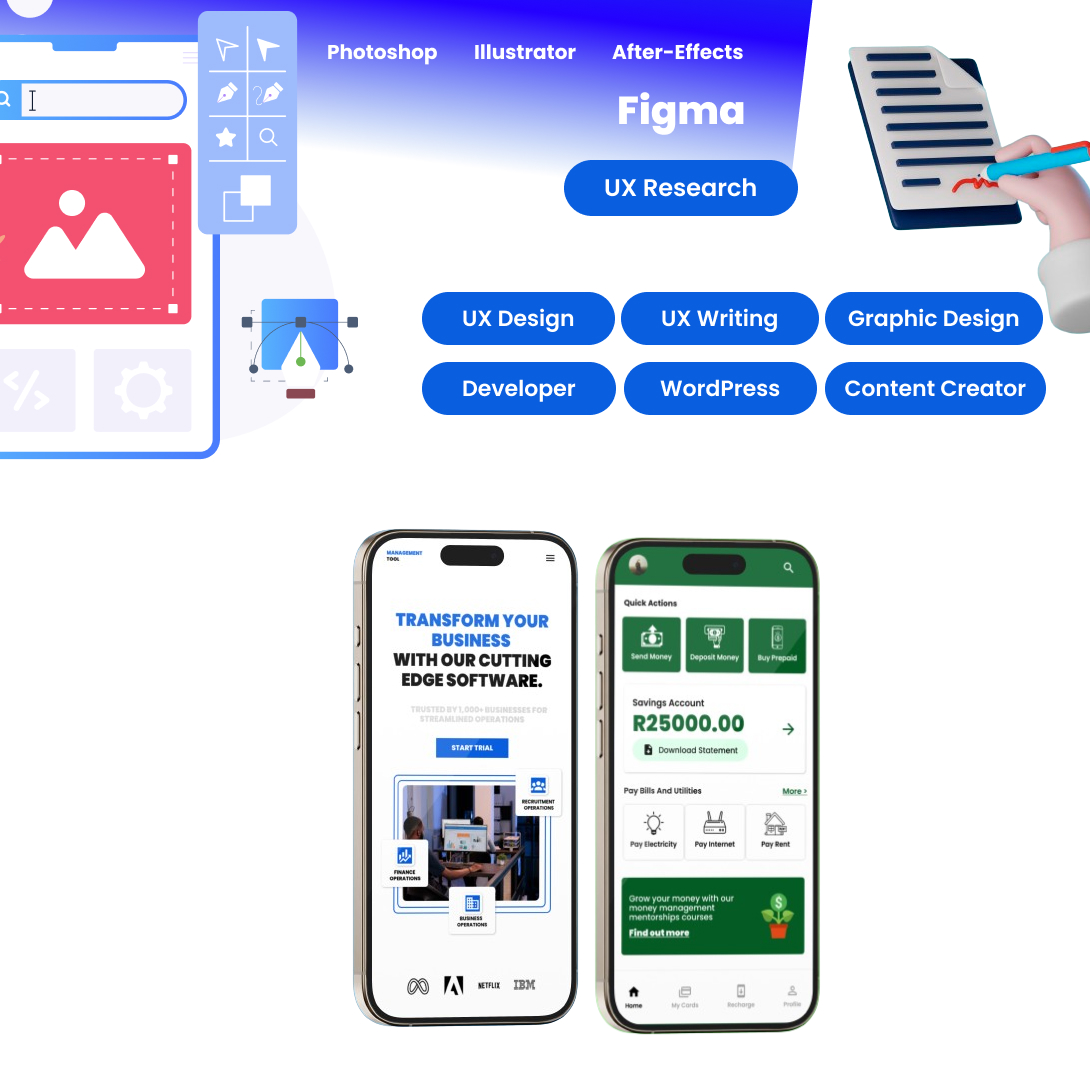 Photoshop Illustrator After-Effects
Figma
UX Research
UX Design UX Writing Graphic Design
Developer WordPress Content Creator
MANAGEMENT
TOOL
TRANSFORM YOUR
BUSINESS
WITH OUR CUTTING
EDGE SOFTWARE.
TRUSTED BY 1,000+ BUSINESSES FOR
STREAMLINED OPERATIONS
START TRIAL
RECRUITMENT
OPERATIONS
FINANCE
OPERATIONS
BUSINESS
OPERATIONS
NETFLIX IBM
Quick Actions
Send Money Deposit Money Buy Prepaid
Savings Account
R25000.00
Download Statement
Pay Bills And Utilities More >
Pay Electricity Pay Internet Pay Rent
Grow your money with our
money management
mentorships courses
Find out more
Home My Cards Recharge Profile